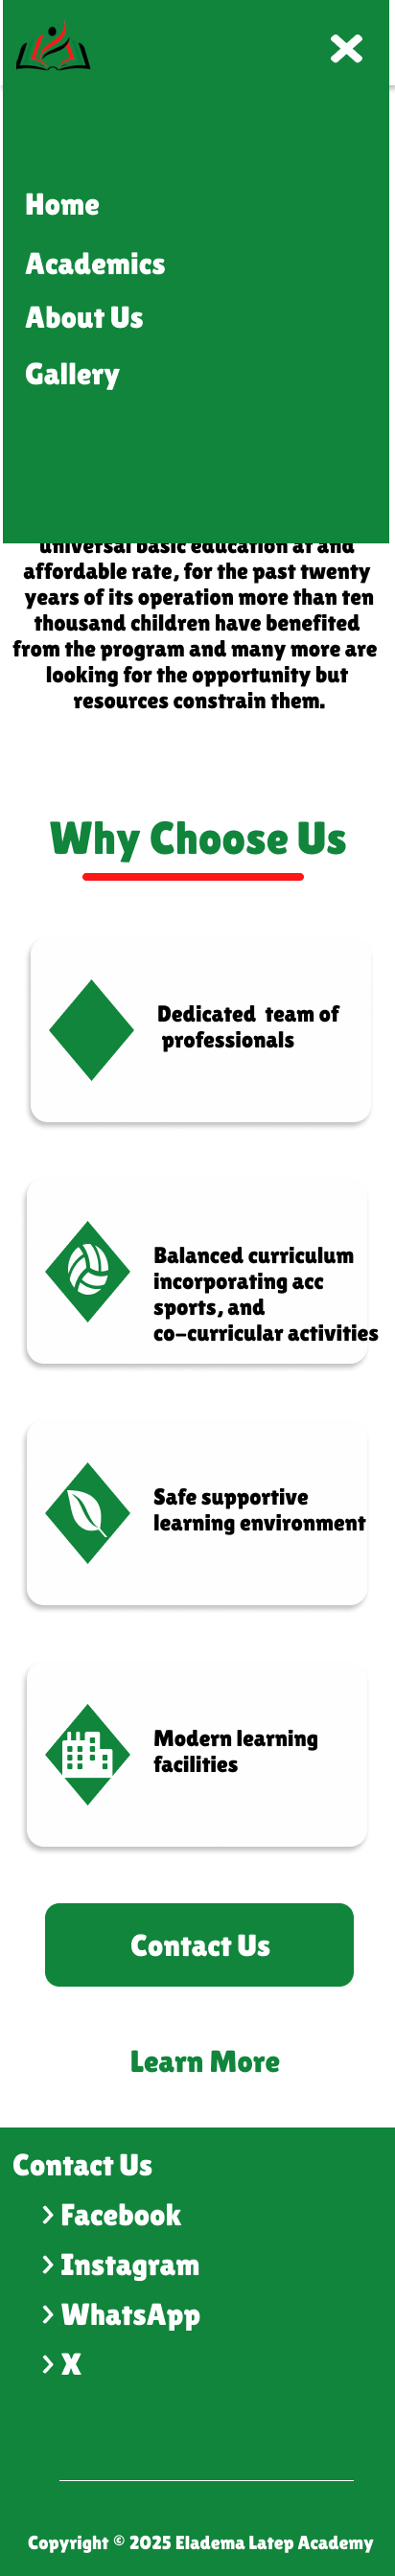 Home
Academics
About Us
Gallery
universal basic education at and
affordable rate, for the past twenty
years of its operation more than ten
thousand children have benefited
from the program and many more are
looking for the opportunity but
resources constrain them.
Why Choose Us
Dedicated team of
professionals
Balanced curriculum
incorporating acc
sports, and
co-curricular activities
Safe supportive
learning environment
Modern learning
facilities
Contact Us
Learn More
Contact Us
> Facebook
> Instagram
> WhatsApp
> X
Copyright © 2025 Eladema Latep Academy